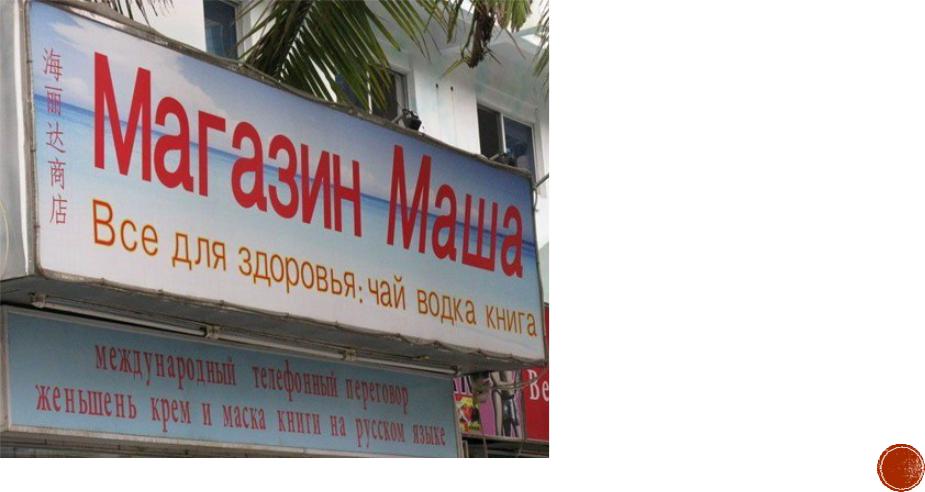 海丽达商店
Магазин Маша
Все для здоровья: чай водка книга
международный телефонный переговор
женьшень крем и маска книги на русском языке
Ве